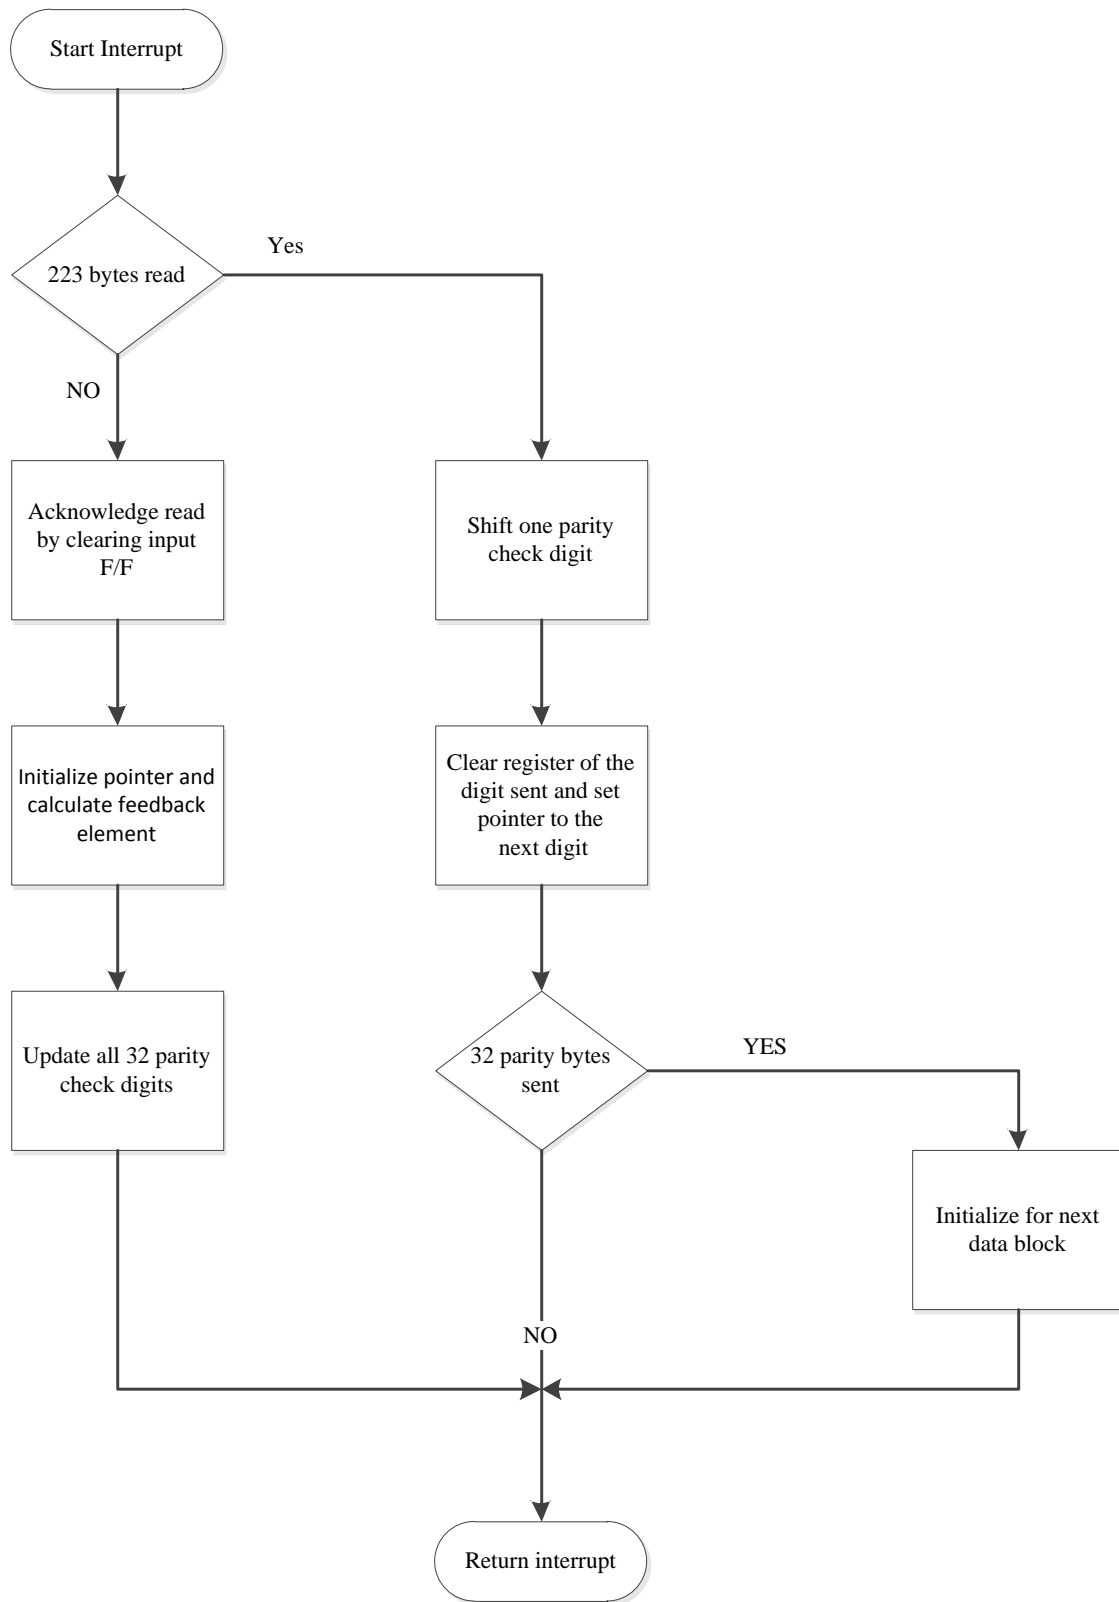 Start Interrupt
223 bytes read
Yes
NO
Acknowledge read
by clearing input
F/F
Shift one parity
check digit
Initialize pointer and
calculate feedback
element
Clear register of the
digit sent and set
pointer to the
next digit
Update all 32 parity
check digits
32 parity bytes
sent
YES
Initialize for next
data block
NO
Return interrupt